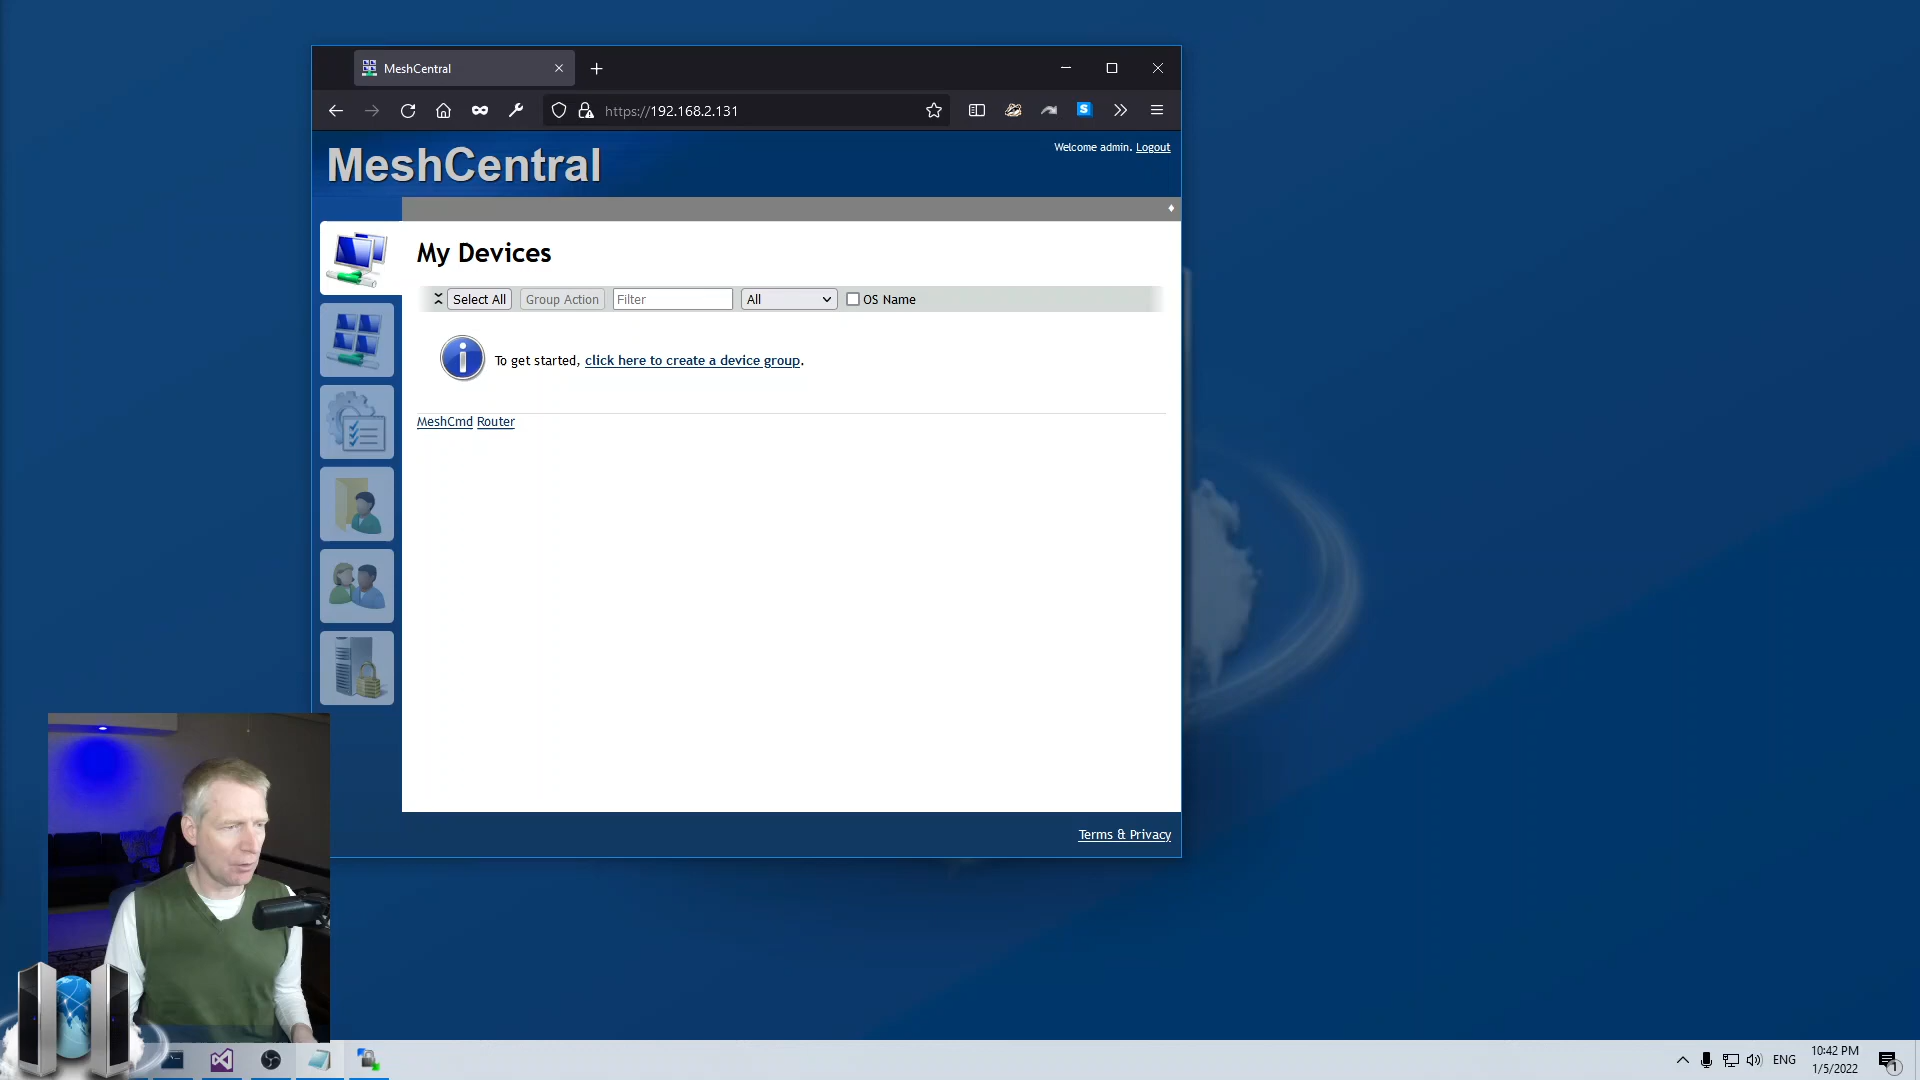 MeshCentral
https://192.168.2.131
S
MeshCentral
Welcome admin. Logout
My Devices
Select All
Group Action
Filter
All
OS Name
To get started, click here to create a device group.
MeshCmd Router
Terms & Privacy
ENG
10:42 PM
1/5/2022
1